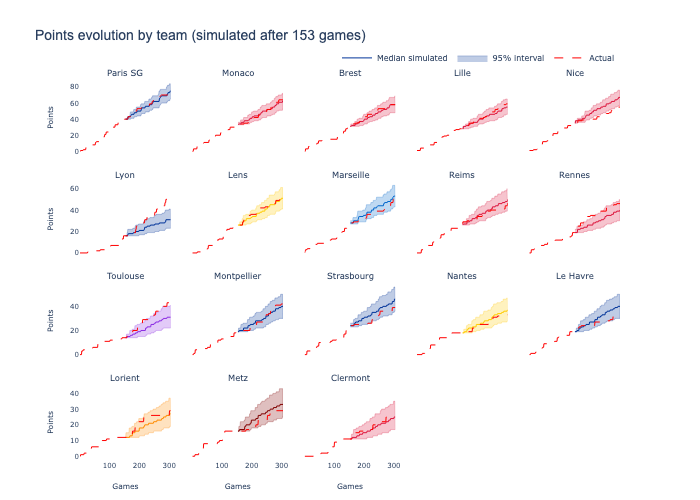 Points evolution by team (simulated after 153 games)
Median simulated 95% interval Actual
Paris SG Monaco Brest Lille Nice
80
60
40
20
0
Points
Lyon Lens Marseille Reims Rennes
60
40
20
0
Points
Toulouse Montpellier Strasbourg Nantes Le Havre
40
20
0
Points
Lorient Metz Clermont
40
30
20
10
0
Points
100 200 300 100 200 300 100 200 300
Games Games Games